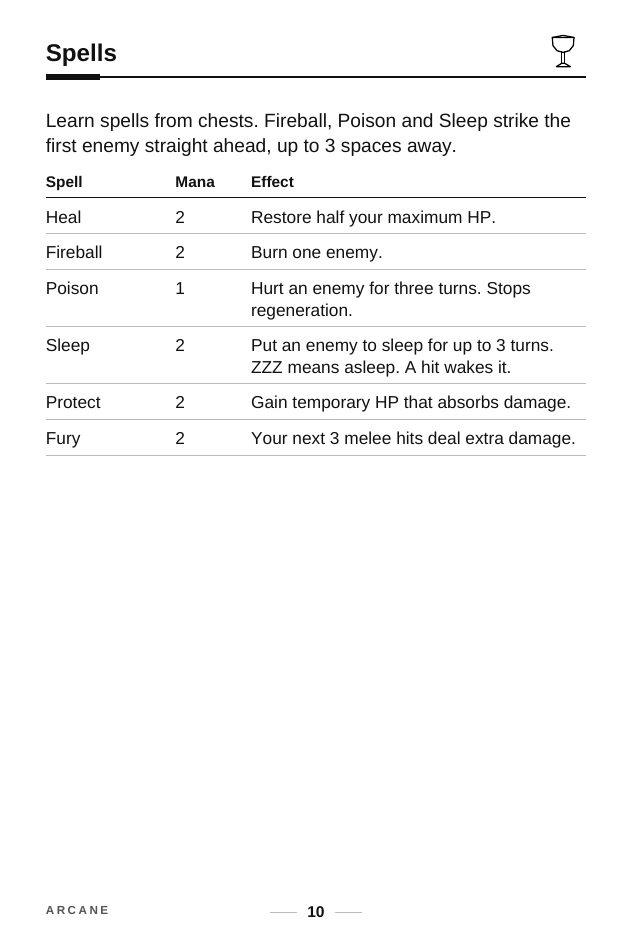 Spells
Learn spells from chests. Fireball, Poison and Sleep strike the
first enemy straight ahead, up to 3 spaces away.
Spell Mana Effect
Heal 2 Restore half your maximum HP.
Fireball 2 Burn one enemy.
Poison 1 Hurt an enemy for three turns. Stops
regeneration.
Sleep 2 Put an enemy to sleep for up to 3 turns.
ZZZ means asleep. A hit wakes it.
Protect 2 Gain temporary HP that absorbs damage.
Fury 2 Your next 3 melee hits deal extra damage.
ARCANE 10